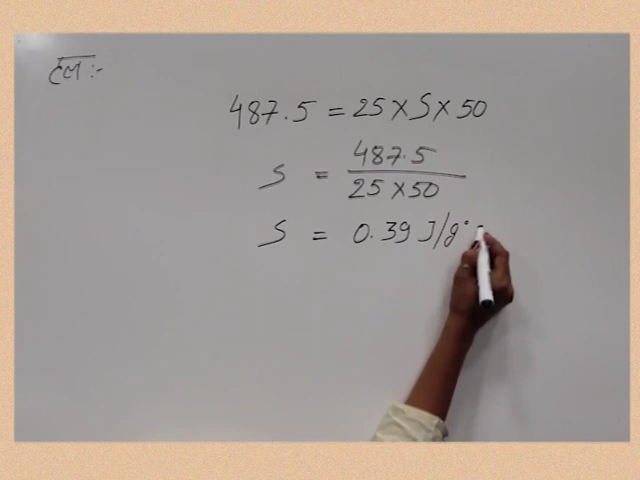 हल :-
487.5 = 25 X S X 50
S = 487.5 / 25 X 50
S = 0.39 J/g°